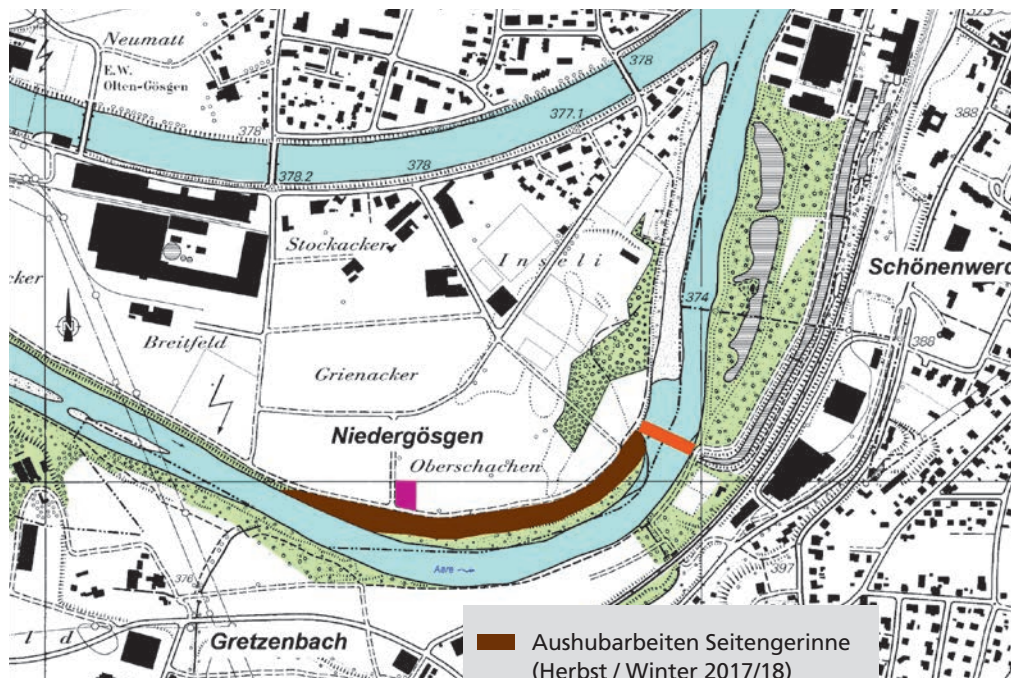 Neumatt
E.W.
Olten-Gösgen
378
378
377.1
378
378.2
388
Stockacker
Inseli
Schönenwerd
cker
374
N
Breitfeld
388
Grienacker
Niedergösgen
Oberschachen
Aare
376
397
l d
Gretzenbach
Aushubarbeiten Seitengerinne
(Herbst / Winter 2017/18)